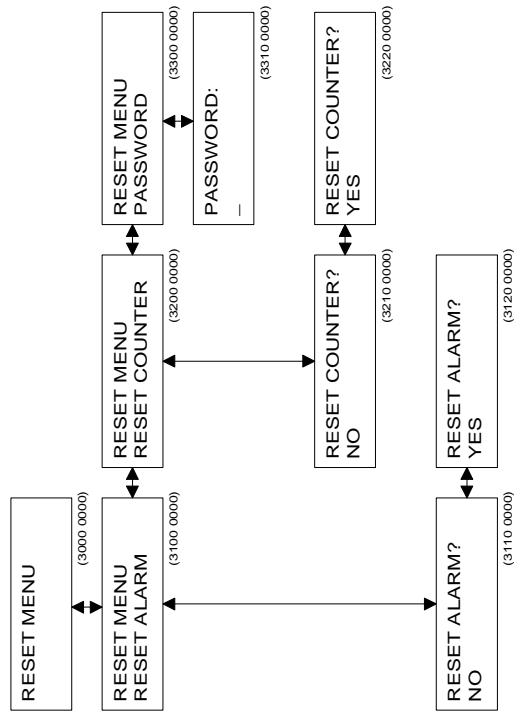 RESET MENU
(3000 0000)
RESET MENU
RESET ALARM
(3100 0000)
RESET MENU
RESET COUNTER
(3200 0000)
RESET MENU
PASSWORD
(3300 0000)
PASSWORD:
_
(3310 0000)
RESET COUNTER?
NO
(3210 0000)
RESET COUNTER?
YES
(3220 0000)
RESET ALARM?
NO
(3110 0000)
RESET ALARM?
YES
(3120 0000)